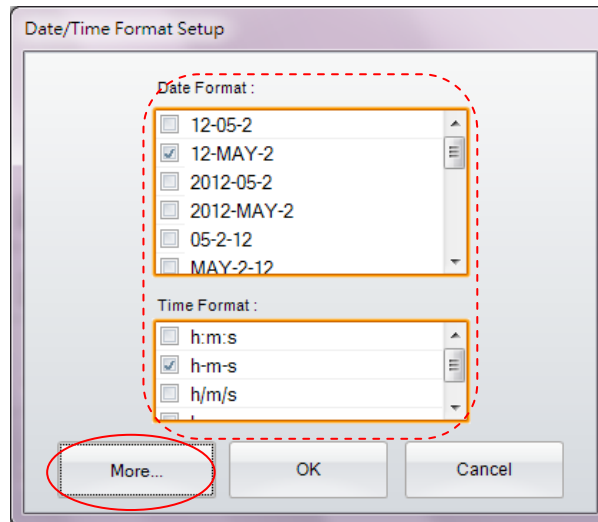 Date/Time Format Setup
Date Format :
12-05-2
12-MAY-2
2012-05-2
2012-MAY-2
05-2-12
MAY-2-12
Time Format :
h:m:s
h-m-s
h/m/s
More... OK Cancel